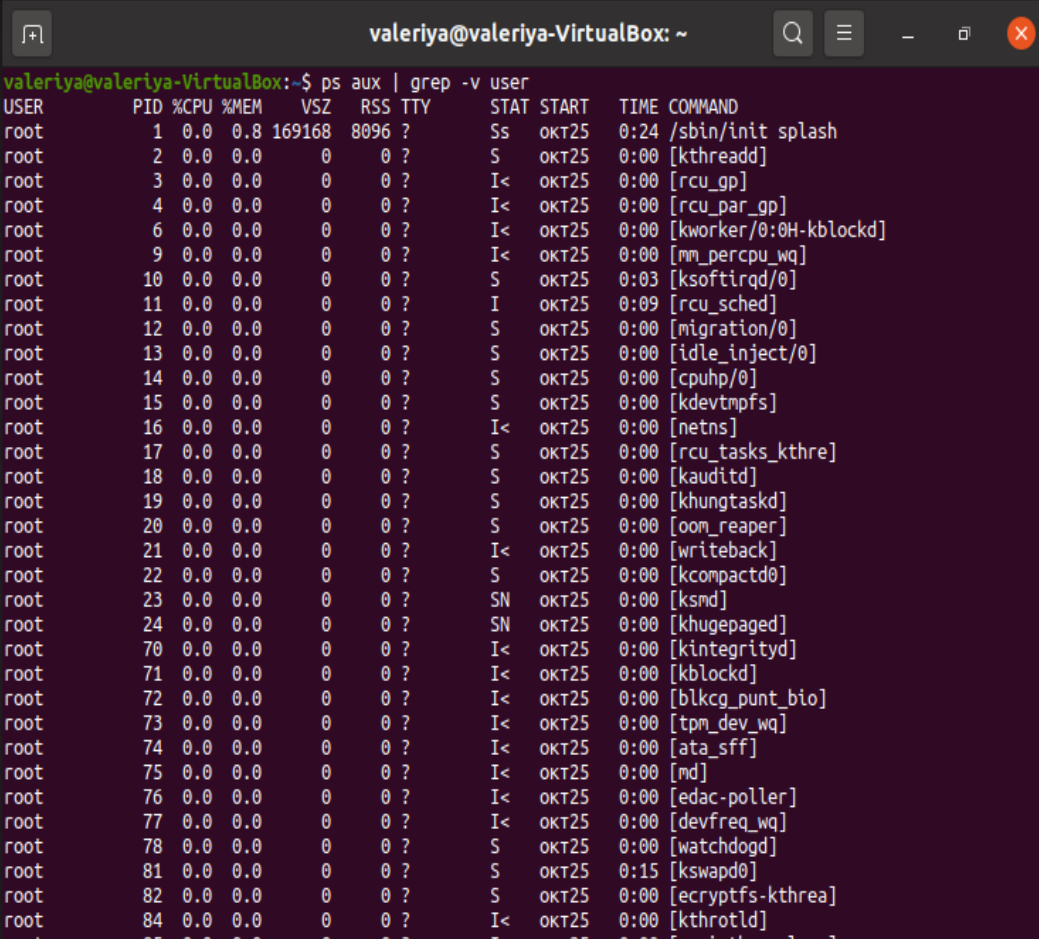 valeriya@valeriya-VirtualBox: ~
valeriya@valeriya-VirtualBox:~$ ps aux | grep -v user
USER PID %CPU %MEM VSZ RSS TTY STAT START TIME COMMAND
root 1 0.0 0.8 169168 8096 ? Ss окт25 0:24 /sbin/init splash
root 2 0.0 0.0 0 0 ? S окт25 0:00 [kthreadd]
root 3 0.0 0.0 0 0 ? I< окт25 0:00 [rcu_gp]
root 4 0.0 0.0 0 0 ? I< окт25 0:00 [rcu_par_gp]
root 6 0.0 0.0 0 0 ? I< окт25 0:00 [kworker/0:0H-kblockd]
root 9 0.0 0.0 0 0 ? I< окт25 0:00 [mm_percpu_wq]
root 10 0.0 0.0 0 0 ? S окт25 0:03 [ksoftirqd/0]
root 11 0.0 0.0 0 0 ? I окт25 0:09 [rcu_sched]
root 12 0.0 0.0 0 0 ? S окт25 0:00 [migration/0]
root 13 0.0 0.0 0 0 ? S окт25 0:00 [idle_inject/0]
root 14 0.0 0.0 0 0 ? S окт25 0:00 [cpuhp/0]
root 15 0.0 0.0 0 0 ? S окт25 0:00 [kdevtmpfs]
root 16 0.0 0.0 0 0 ? I< окт25 0:00 [netns]
root 17 0.0 0.0 0 0 ? S окт25 0:00 [rcu_tasks_kthre]
root 18 0.0 0.0 0 0 ? S окт25 0:00 [kauditd]
root 19 0.0 0.0 0 0 ? S окт25 0:00 [khungtaskd]
root 20 0.0 0.0 0 0 ? S окт25 0:00 [oom_reaper]
root 21 0.0 0.0 0 0 ? I< окт25 0:00 [writeback]
root 22 0.0 0.0 0 0 ? S окт25 0:00 [kcompactd0]
root 23 0.0 0.0 0 0 ? SN окт25 0:00 [ksmd]
root 24 0.0 0.0 0 0 ? SN окт25 0:00 [khugepaged]
root 70 0.0 0.0 0 0 ? I< окт25 0:00 [kintegrityd]
root 71 0.0 0.0 0 0 ? I< окт25 0:00 [kblockd]
root 72 0.0 0.0 0 0 ? I< окт25 0:00 [blkcg_punt_bio]
root 73 0.0 0.0 0 0 ? I< окт25 0:00 [tpm_dev_wq]
root 74 0.0 0.0 0 0 ? I< окт25 0:00 [ata_sff]
root 75 0.0 0.0 0 0 ? I< окт25 0:00 [md]
root 76 0.0 0.0 0 0 ? I< окт25 0:00 [edac-poller]
root 77 0.0 0.0 0 0 ? I< окт25 0:00 [devfreq_wq]
root 78 0.0 0.0 0 0 ? S окт25 0:00 [watchdogd]
root 81 0.0 0.0 0 0 ? S окт25 0:15 [kswapd0]
root 82 0.0 0.0 0 0 ? S окт25 0:00 [ecryptfs-kthrea]
root 84 0.0 0.0 0 0 ? I< окт25 0:00 [kthrotld]